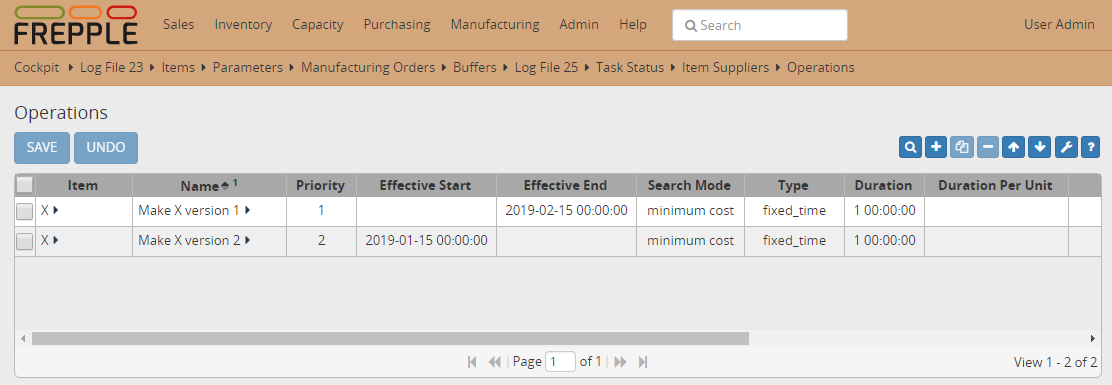 FREPPLE Sales Inventory Capacity Purchasing Manufacturing Admin Help Search User Admin
Cockpit Log File 23 Items Parameters Manufacturing Orders Buffers Log File 25 Task Status Item Suppliers Operations
Operations
SAVE UNDO ?
Item Name 1 Priority Effective Start Effective End Search Mode Type Duration Duration Per Unit
X Make X version 1 1 2019-02-15 00:00:00 minimum cost fixed_time 1 00:00:00
X Make X version 2 2 2019-01-15 00:00:00 minimum cost fixed_time 1 00:00:00
Page 1 of 1 View 1 - 2 of 2